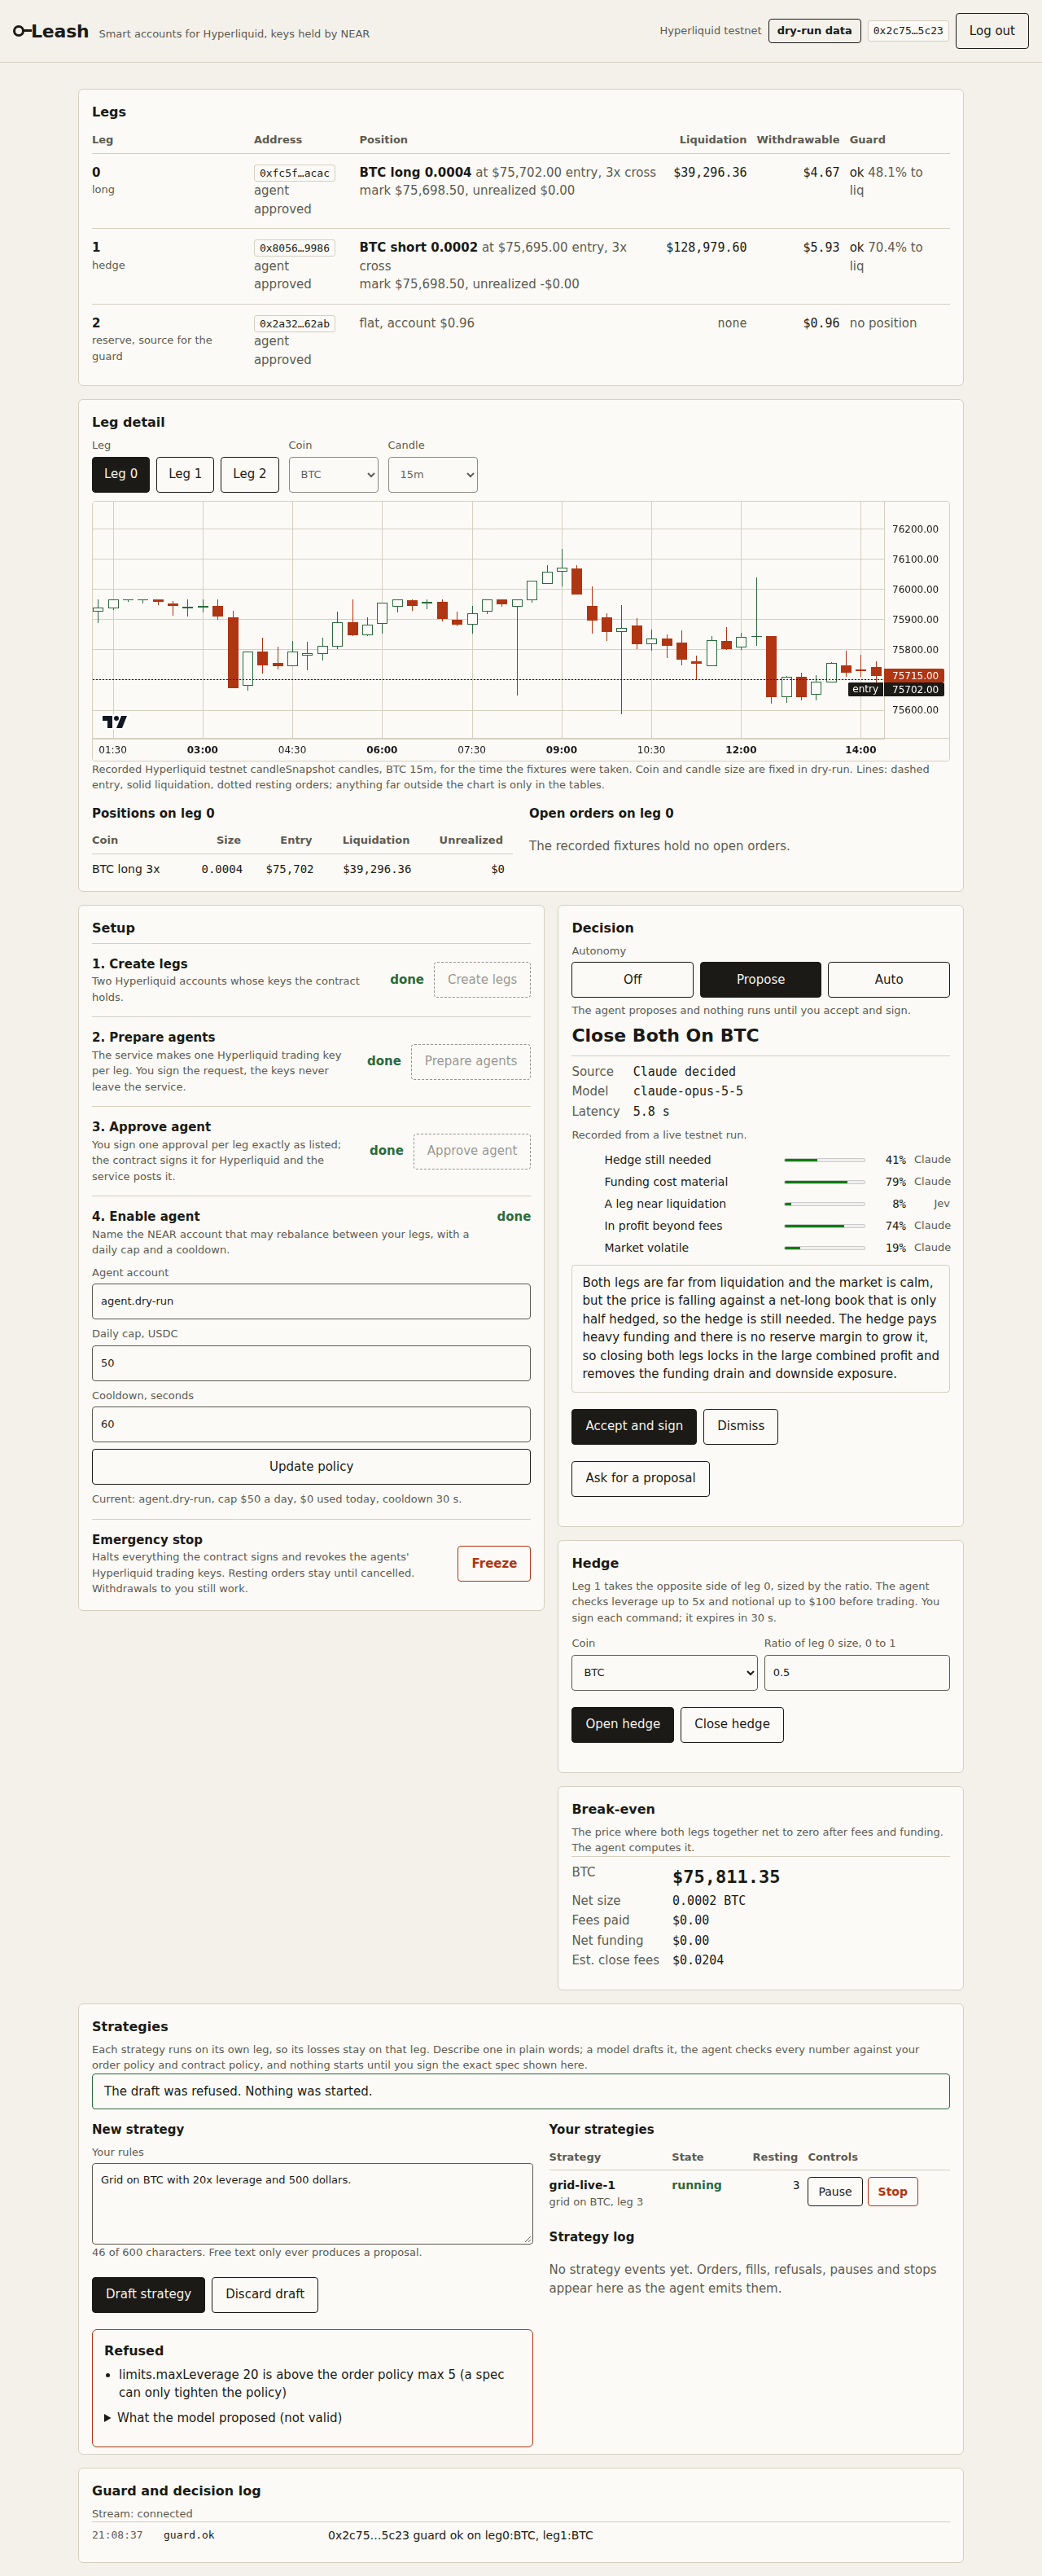 Leash Smart accounts for Hyperliquid, keys held by NEAR
Hyperliquid testnet dry-run data 0x2c75…5c23 Log out
Legs
Leg Address Position Liquidation Withdrawable Guard
0 0xfc5f…acac BTC long 0.0004 at $75,702.00 entry, 3x cross $39,296.36 $4.67 ok 48.1% to
long agent mark $75,698.50, unrealized $0.00 liq
approved
1 0x8056…9986 BTC short 0.0002 at $75,695.00 entry, 3x $128,979.60 $5.93 ok 70.4% to
hedge agent cross liq
approved mark $75,698.50, unrealized -$0.00
2 0x2a32…62ab flat, account $0.96 none $0.96 no position
reserve, source for the agent
guard approved
Leg detail
Leg Coin Candle
Leg 0 Leg 1 Leg 2 BTC 15m
76200.00
76100.00
76000.00
75900.00
75800.00
75715.00
entry 75702.00
75600.00
01:30 03:00 04:30 06:00 07:30 09:00 10:30 12:00 14:00
Recorded Hyperliquid testnet candleSnapshot candles, BTC 15m, for the time the fixtures were taken. Coin and candle size are fixed in dry-run. Lines: dashed
entry, solid liquidation, dotted resting orders; anything far outside the chart is only in the tables.
Positions on leg 0
Coin Size Entry Liquidation Unrealized
BTC long 3x 0.0004 $75,702 $39,296.36 $0
Open orders on leg 0
The recorded fixtures hold no open orders.
Setup
1. Create legs
Two Hyperliquid accounts whose keys the contract
holds.
done Create legs
2. Prepare agents
The service makes one Hyperliquid trading key
per leg. You sign the request, the keys never
leave the service.
done Prepare agents
3. Approve agent
You sign one approval per leg exactly as listed;
the contract signs it for Hyperliquid and the
service posts it.
done Approve agent
4. Enable agent done
Name the NEAR account that may rebalance between your legs, with a
daily cap and a cooldown.
Agent account
agent.dry-run
Daily cap, USDC
50
Cooldown, seconds
60
Update policy
Current: agent.dry-run, cap $50 a day, $0 used today, cooldown 30 s.
Emergency stop
Halts everything the contract signs and revokes the agents'
Hyperliquid trading keys. Resting orders stay until cancelled.
Withdrawals to you still work.
Freeze
Decision
Autonomy
Off Propose Auto
The agent proposes and nothing runs until you accept and sign.
Close Both On BTC
Source Claude decided
Model claude-opus-5-5
Latency 5.8 s
Recorded from a live testnet run.
Hedge still needed 41% Claude
Funding cost material 79% Claude
A leg near liquidation 8% Jev
In profit beyond fees 74% Claude
Market volatile 19% Claude
Both legs are far from liquidation and the market is calm,
but the price is falling against a net-long book that is only
half hedged, so the hedge is still needed. The hedge pays
heavy funding and there is no reserve margin to grow it,
so closing both legs locks in the large combined profit and
removes the funding drain and downside exposure.
Accept and sign Dismiss
Ask for a proposal
Hedge
Leg 1 takes the opposite side of leg 0, sized by the ratio. The agent
checks leverage up to 5x and notional up to $100 before trading. You
sign each command; it expires in 30 s.
Coin Ratio of leg 0 size, 0 to 1
BTC 0.5
Open hedge Close hedge
Break-even
The price where both legs together net to zero after fees and funding.
The agent computes it.
BTC $75,811.35
Net size 0.0002 BTC
Fees paid $0.00
Net funding $0.00
Est. close fees $0.0204
Strategies
Each strategy runs on its own leg, so its losses stay on that leg. Describe one in plain words; a model drafts it, the agent checks every number against your
order policy and contract policy, and nothing starts until you sign the exact spec shown here.
The draft was refused. Nothing was started.
New strategy
Your rules
Grid on BTC with 20x leverage and 500 dollars.
46 of 600 characters. Free text only ever produces a proposal.
Draft strategy Discard draft
Refused
• limits.maxLeverage 20 is above the order policy max 5 (a spec
can only tighten the policy)
▶ What the model proposed (not valid)
Your strategies
Strategy State Resting Controls
grid-live-1 running 3 Pause Stop
grid on BTC, leg 3
Strategy log
No strategy events yet. Orders, fills, refusals, pauses and stops
appear here as the agent emits them.
Guard and decision log
Stream: connected
21:08:37 guard.ok 0x2c75…5c23 guard ok on leg0:BTC, leg1:BTC